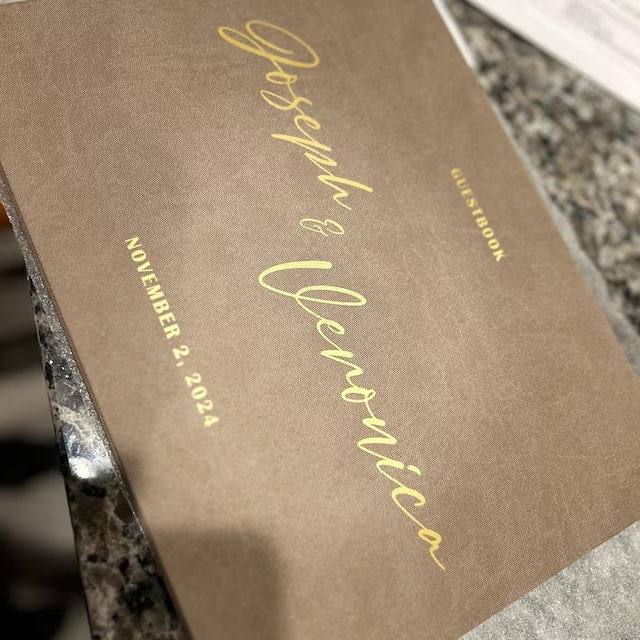 GUESTBOOK
Joseph & Veronica
NOVEMBER 2, 2024